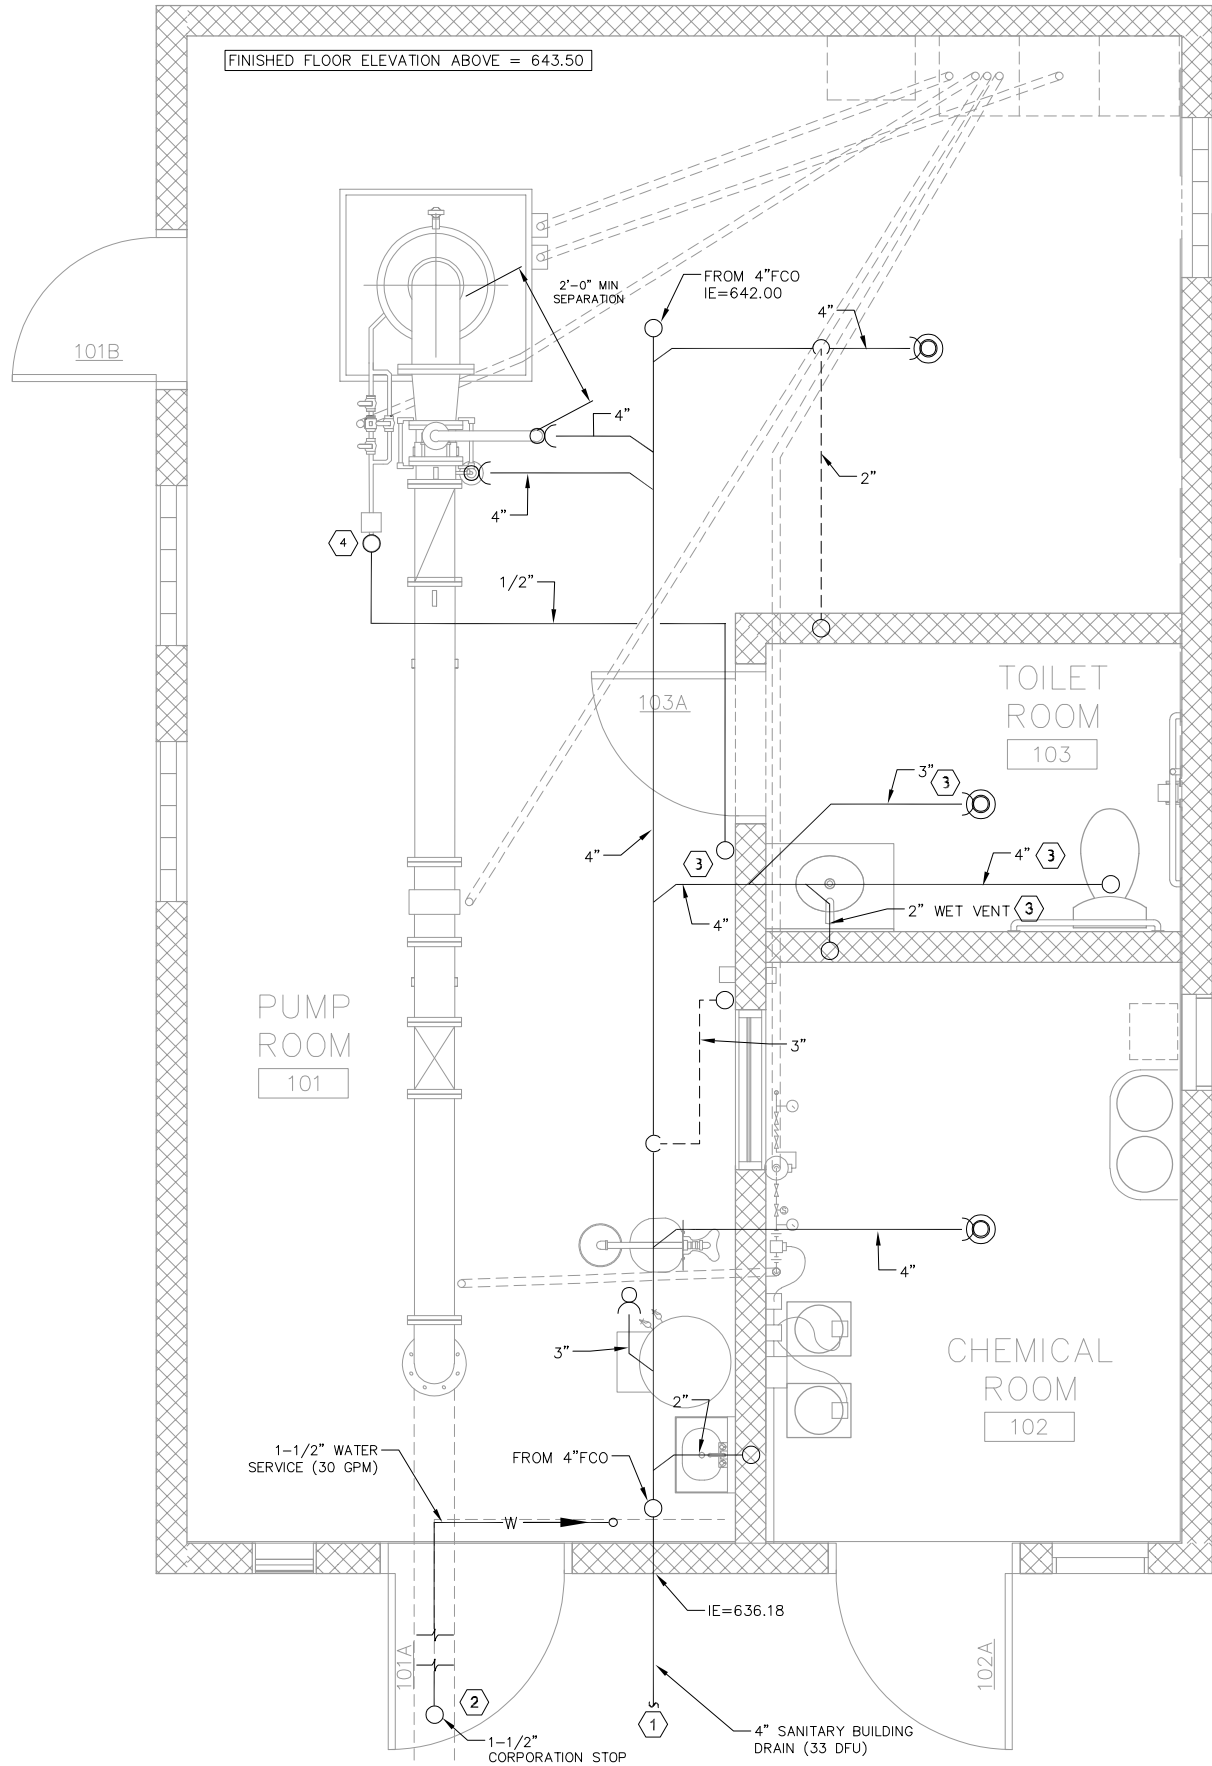 FINISHED FLOOR ELEVATION ABOVE = 643.50
2'-0" MIN
SEPARATION
FROM 4"FCO
IE=642.00
4"
101B
4"
2"
4"
4
1/2"
TOILET
ROOM
103
103A
3"
3
4"
3
4"
3
4"
2" WET VENT
3
PUMP
ROOM
101
3"
4"
3"
CHEMICAL
ROOM
102
2"
1-1/2" WATER
SERVICE (30 GPM)
FROM 4"FCO
W
IE=636.18
101A
102A
2
1
1-1/2"
CORPORATION STOP
4" SANITARY BUILDING
DRAIN (33 DFU)